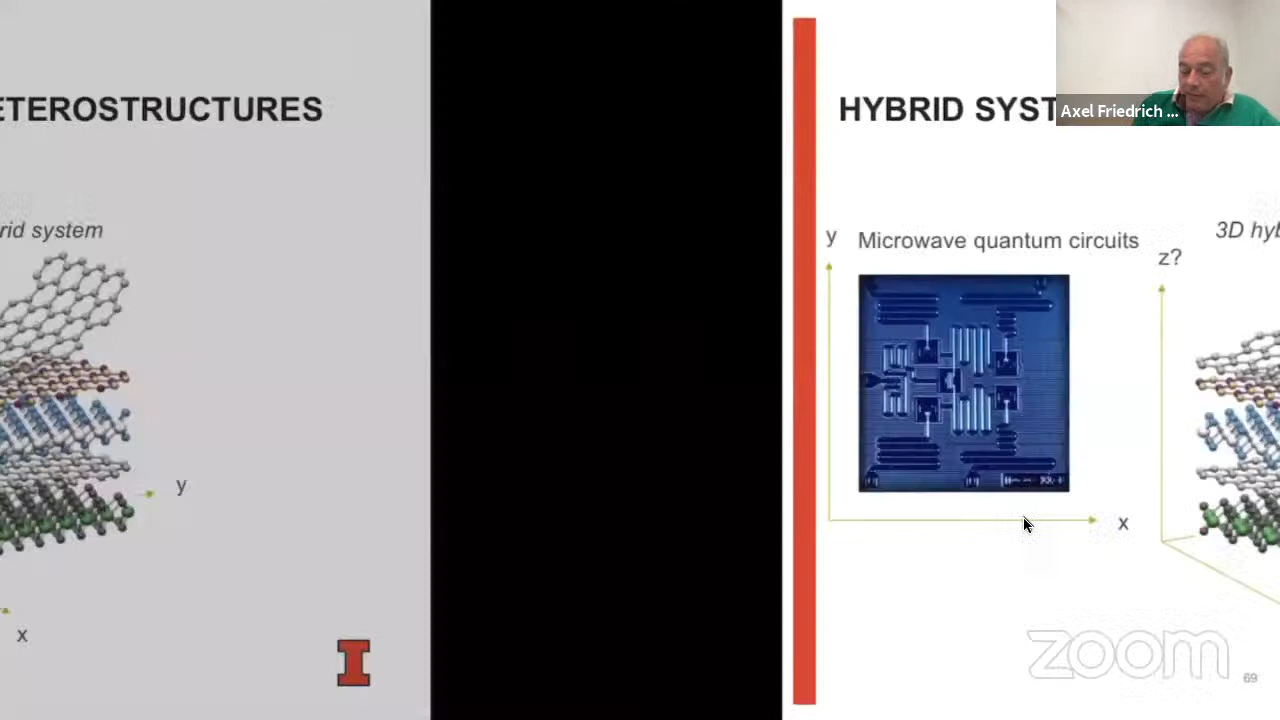 ETEROSTRUCTURES
rid system
y
x
HYBRID SYST
Axel Friedrich ...
y
Microwave quantum circuits
z?
3D hyb
x
zoom
69